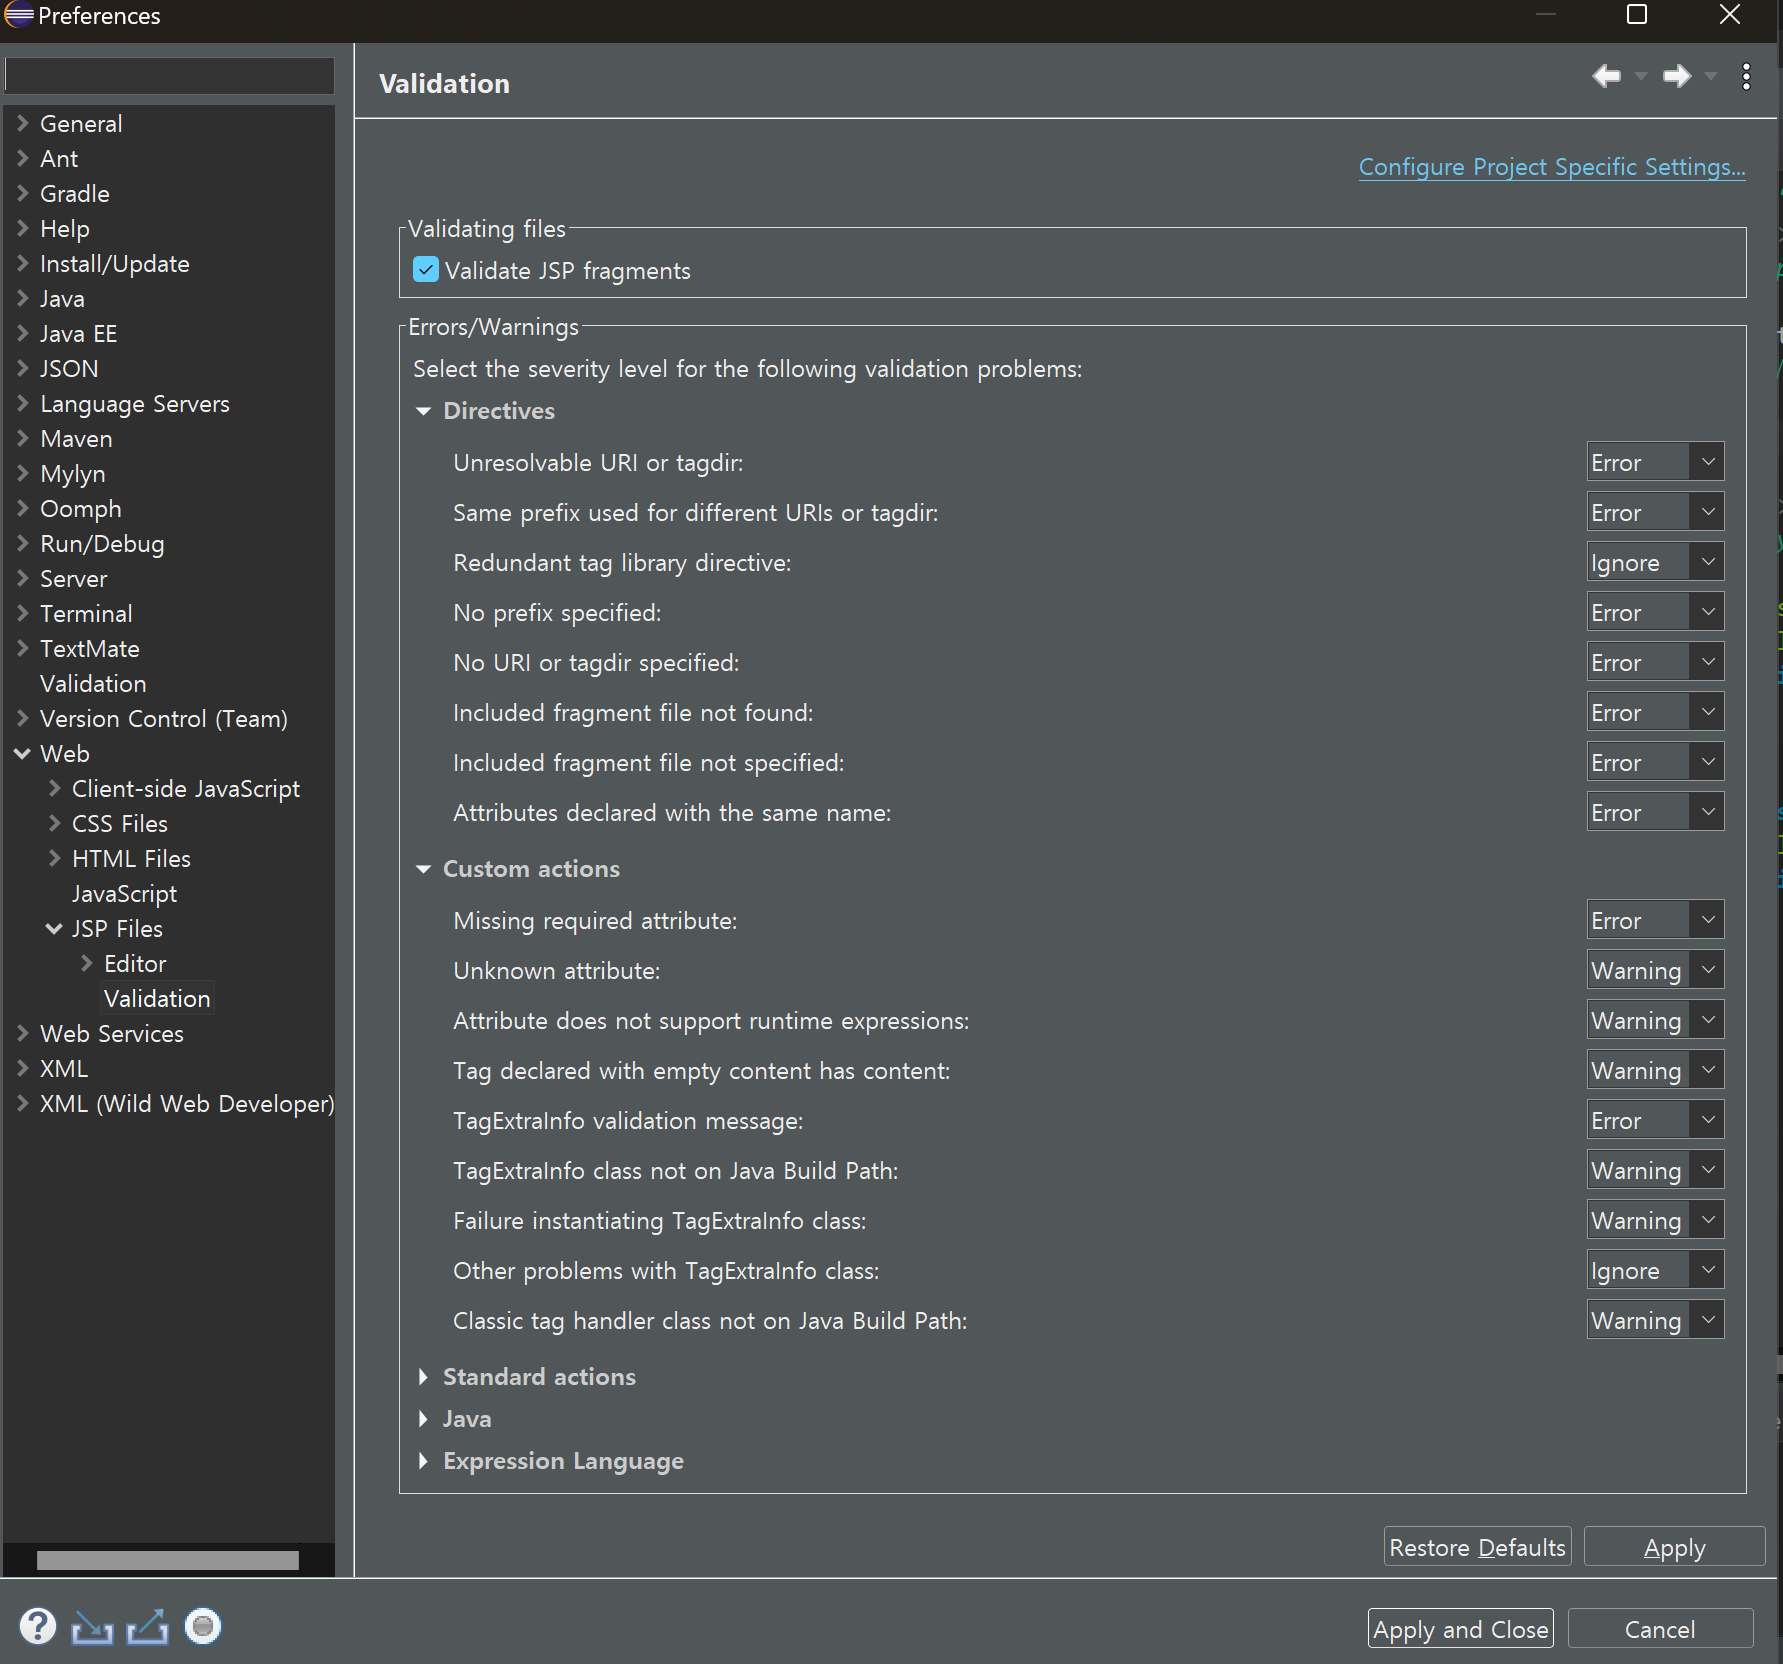 Preferences
General
Ant
Gradle
Help
Install/Update
Java
Java EE
JSON
Language Servers
Maven
Mylyn
Oomph
Run/Debug
Server
Terminal
TextMate
Validation
Version Control (Team)
Web
Client-side JavaScript
CSS Files
HTML Files
JavaScript
JSP Files
Editor
Validation
Web Services
XML
XML (Wild Web Developer)
Validation
Configure Project Specific Settings...
Validating files
Validate JSP fragments
Errors/Warnings
Select the severity level for the following validation problems:
Directives
Unresolvable URI or tagdir: Error
Same prefix used for different URIs or tagdir: Error
Redundant tag library directive: Ignore
No prefix specified: Error
No URI or tagdir specified: Error
Included fragment file not found: Error
Included fragment file not specified: Error
Attributes declared with the same name: Error
Custom actions
Missing required attribute: Error
Unknown attribute: Warning
Attribute does not support runtime expressions: Warning
Tag declared with empty content has content: Warning
TagExtraInfo validation message: Error
TagExtraInfo class not on Java Build Path: Warning
Failure instantiating TagExtraInfo class: Warning
Other problems with TagExtraInfo class: Ignore
Classic tag handler class not on Java Build Path: Warning
Standard actions
Java
Expression Language
Restore Defaults Apply
Apply and Close Cancel